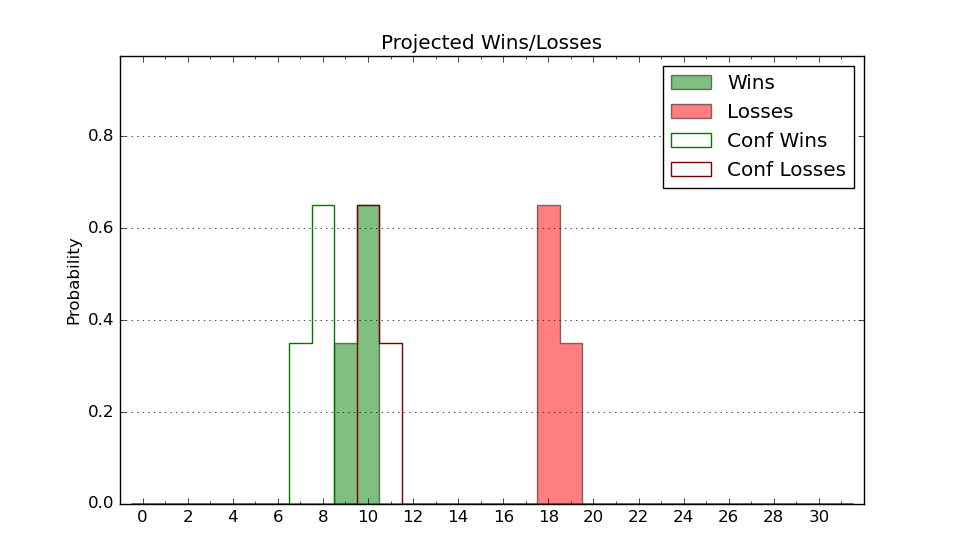 Projected Wins/Losses
Wins
Losses
Conf Wins
Conf Losses
Probability
0.8
0.6
0.4
0.2
0.0
0 2 4 6 8 10 12 14 16 18 20 22 24 26 28 30